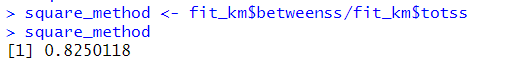 > square_method <- fit_km$betweenss/fit_km$totss
> square_method
[1] 0.8250118